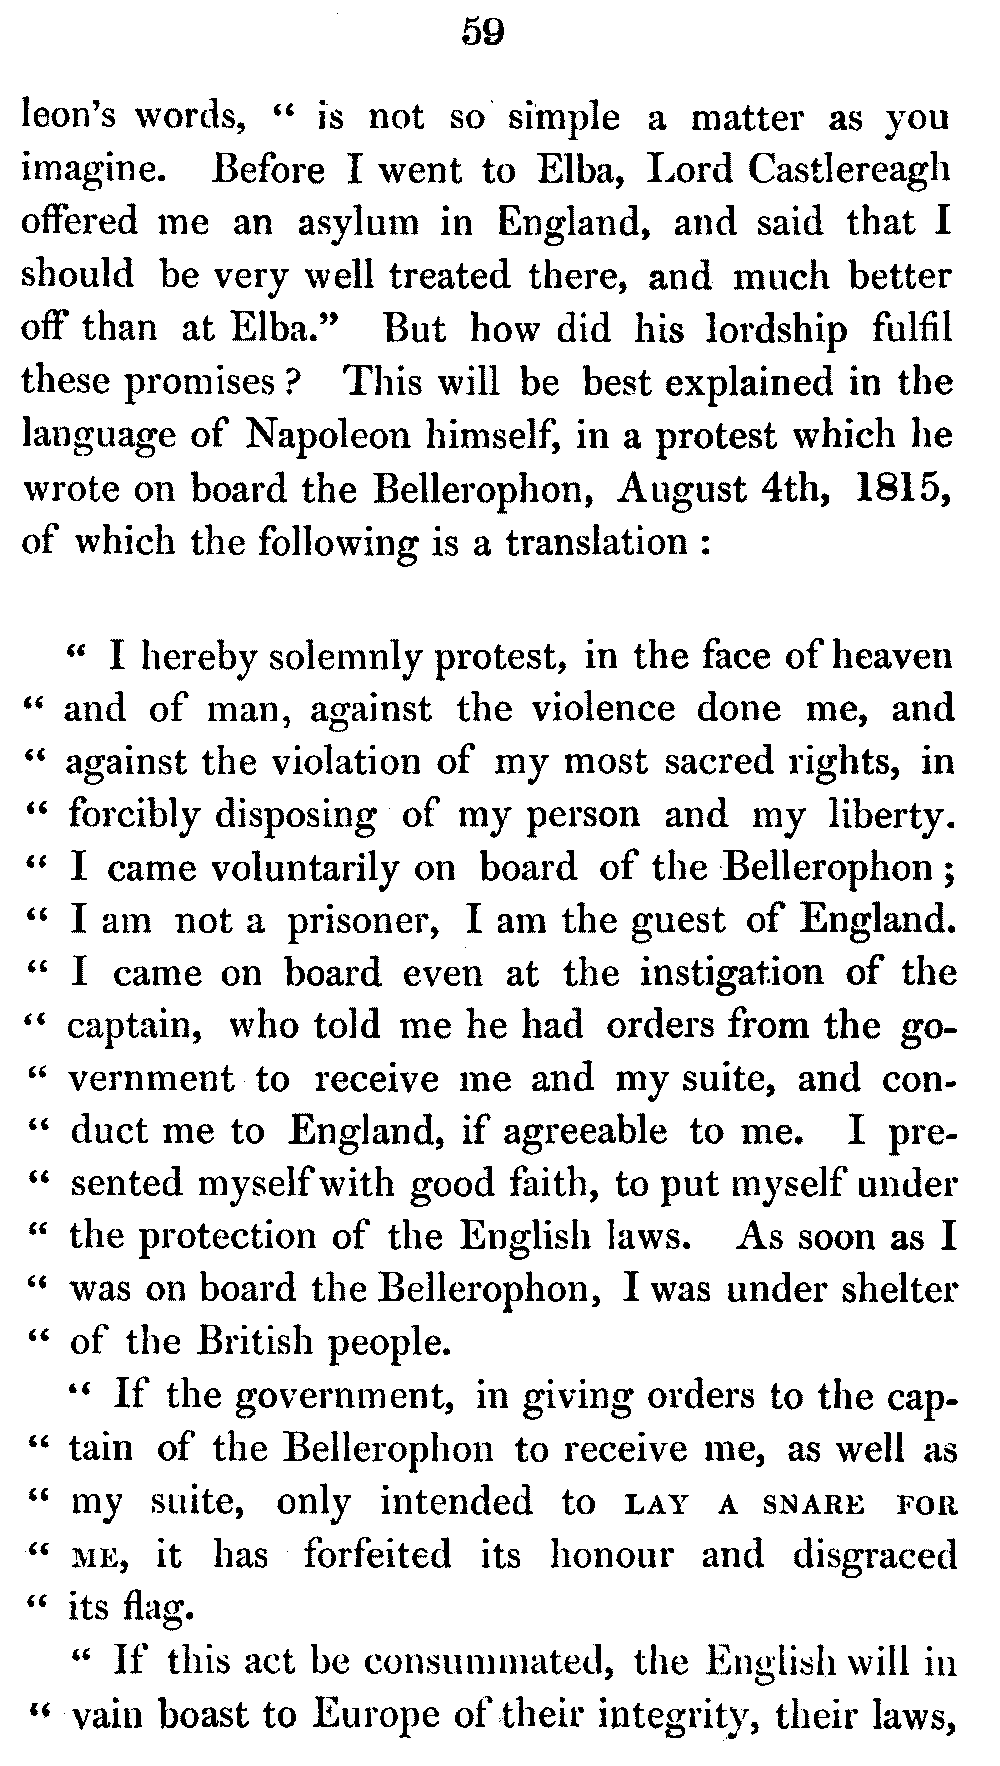 59
leon's words, “ is not so simple a matter as you
imagine. Before I went to Elba, Lord Castlereagh
offered me an asylum in England, and said that I
should be very well treated there, and much better
off than at Elba.” But how did his lordship fulfil
these promises ? This will be best explained in the
language of Napoleon himself, in a protest which he
wrote on board the Bellerophon, August 4th, 1815,
of which the following is a translation :
“ I hereby solemnly protest, in the face of heaven
“ and of man, against the violence done me, and
“ against the violation of my most sacred rights, in
“ forcibly disposing of my person and my liberty.
“ I came voluntarily on board of the Bellerophon ;
“ I am not a prisoner, I am the guest of England.
“ I came on board even at the instigation of the
“ captain, who told me he had orders from the go-
“ vernment to receive me and my suite, and con-
“ duct me to England, if agreeable to me. I pre-
“ sented myself with good faith, to put myself under
“ the protection of the English laws. As soon as I
“ was on board the Bellerophon, I was under shelter
“ of the British people.
“ If the government, in giving orders to the cap-
“ tain of the Bellerophon to receive me, as well as
“ my suite, only intended to LAY A SNARE FOR
“ ME, it has forfeited its honour and disgraced
“ its flag.
“ If this act be consummated, the English will in
“ vain boast to Europe of their integrity, their laws,